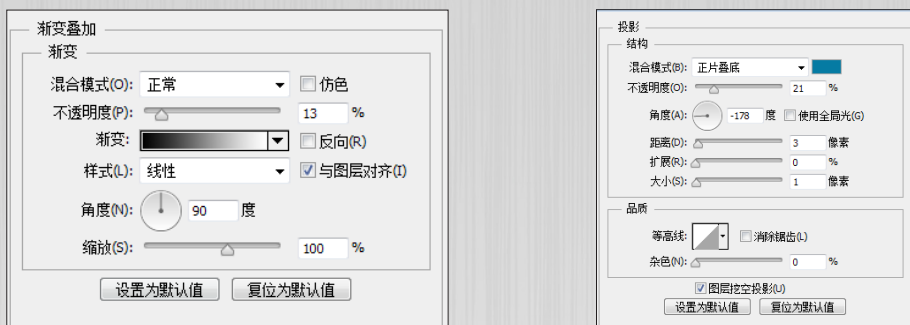 渐变叠加
渐变
混合模式(O): 正常 仿色
不透明度(P): 13 %
渐变: 反向(R)
样式(L): 线性 与图层对齐(I)
角度(N): 90 度
缩放(S): 100 %
设置为默认值 复位为默认值
投影
结构
混合模式(B): 正片叠底
不透明度(O): 21 %
角度(A): -178 度 使用全局光(G)
距离(D): 3 像素
扩展(R): 0 %
大小(S): 1 像素
品质
等高线: 消除锯齿(L)
杂色(N): 0 %
图层挖空投影(U)
设置为默认值 复位为默认值